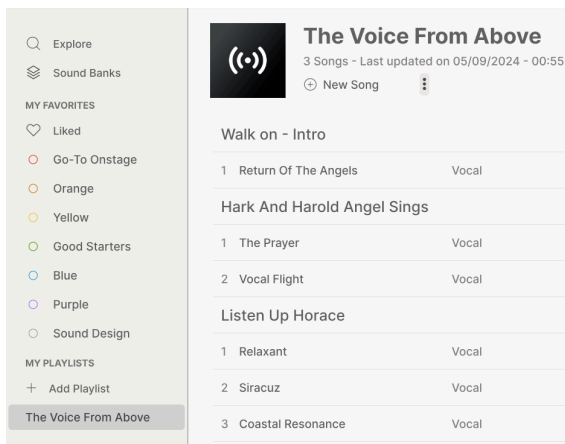 Explore
Sound Banks
MY FAVORITES
Liked
Go-To Onstage
Orange
Yellow
Good Starters
Blue
Purple
Sound Design
MY PLAYLISTS
Add Playlist
The Voice From Above
The Voice From Above
3 Songs - Last updated on 05/09/2024 - 00:55
New Song
Walk on - Intro
1 Return Of The Angels Vocal
Hark And Harold Angel Sings
1 The Prayer Vocal
2 Vocal Flight Vocal
Listen Up Horace
1 Relaxant Vocal
2 Siracuz Vocal
3 Coastal Resonance Vocal